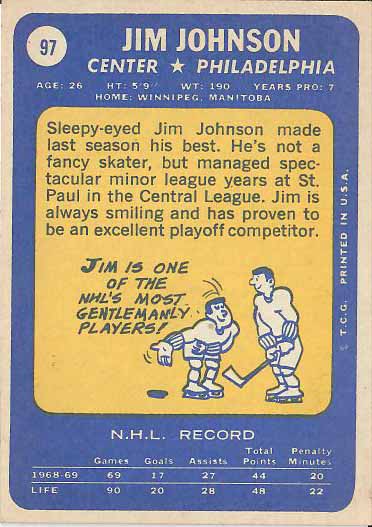 97
JIM JOHNSON
CENTER ★ PHILADELPHIA
AGE: 26 HT: 5'9" WT: 190 YEARS PRO: 7
HOME: WINNIPEG, MANITOBA
Sleepy-eyed Jim Johnson made
last season his best. He's not a
fancy skater, but managed spec-
tacular minor league years at St.
Paul in the Central League. Jim is
always smiling and has proven to
be an excellent playoff competitor.
JIM IS ONE
OF THE
NHL'S MOST
GENTLEMANLY
PLAYERS!
© T.C.G. PRINTED IN U.S.A.
N.H.L. RECORD
Games Goals Assists Total Points Penalty Minutes
1968-69 69 17 27 44 20
LIFE 90 20 28 48 22